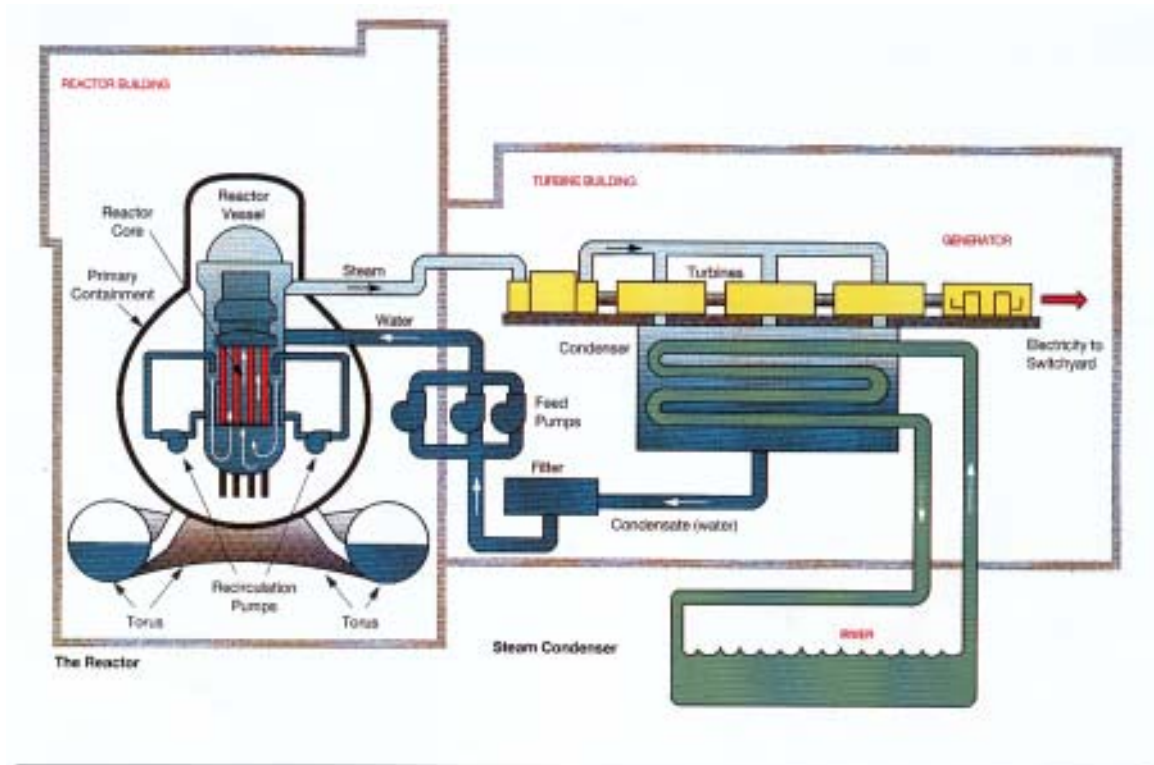 REACTOR BUILDING
Reactor
Vessel
Reactor
Core
Primary
Containment
Steam
Water
TURBINE BUILDING
GENERATOR
Turbines
Condenser
Electricity to
Switchyard
Feed
Pumps
Filter
Condensate (water)
Recirculation
Pumps
Torus
Torus
The Reactor
Steam Condenser
RIVER